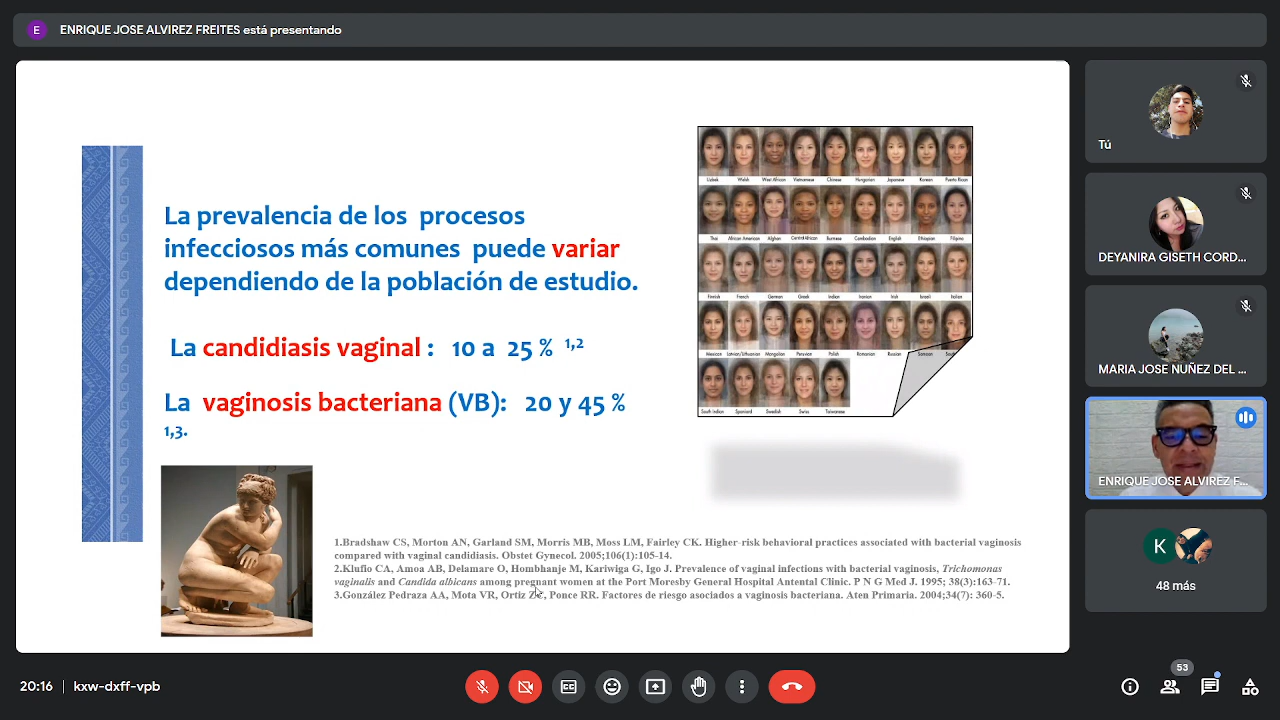 E
ENRIQUE JOSE ALVIREZ FREITES está presentando
La prevalencia de los procesos
infecciosos más comunes puede variar
dependiendo de la población de estudio.
La candidiasis vaginal : 10 a 25 % 1,2
La vaginosis bacteriana (VB): 20 y 45 %
1,3.
Uzbek Welsh West African Vietnamese Chinese Hungarian Japanese Korean Puerto Rican
Thai African American Afghan Central African Burmese Cambodian English Ethiopian Filipino
Finnish French German Greek Indian Iranian Irish Israeli Italian
Mexican Latvian/Lithuanian Mongolian Peruvian Polish Romanian Russian Samoan
South Indian Spaniard Swedish Swiss Taiwanese
1.Bradshaw CS, Morton AN, Garland SM, Morris MB, Moss LM, Fairley CK. Higher-risk behavioral practices associated with bacterial vaginosis
compared with vaginal candidiasis. Obstet Gynecol. 2005;106(1):105-14.
2.Klufio CA, Amoa AB, Delamare O, Hombhanje M, Kariwiga G, Igo J. Prevalence of vaginal infections with bacterial vaginosis, Trichomonas
vaginalis and Candida albicans among pregnant women at the Port Moresby General Hospital Antental Clinic. P N G Med J. 1995; 38(3):163-71.
3.González Pedraza AA, Mota VR, Ortiz ZC, Ponce RR. Factores de riesgo asociados a vaginosis bacteriana. Aten Primaria. 2004;34(7): 360-5.
Tú
DEYANIRA GISETH CORD...
MARIA JOSE NUÑEZ DEL ...
ENRIQUE JOSE ALVIREZ F...
K
48 más
20:16 | kxw-dxff-vpb
53